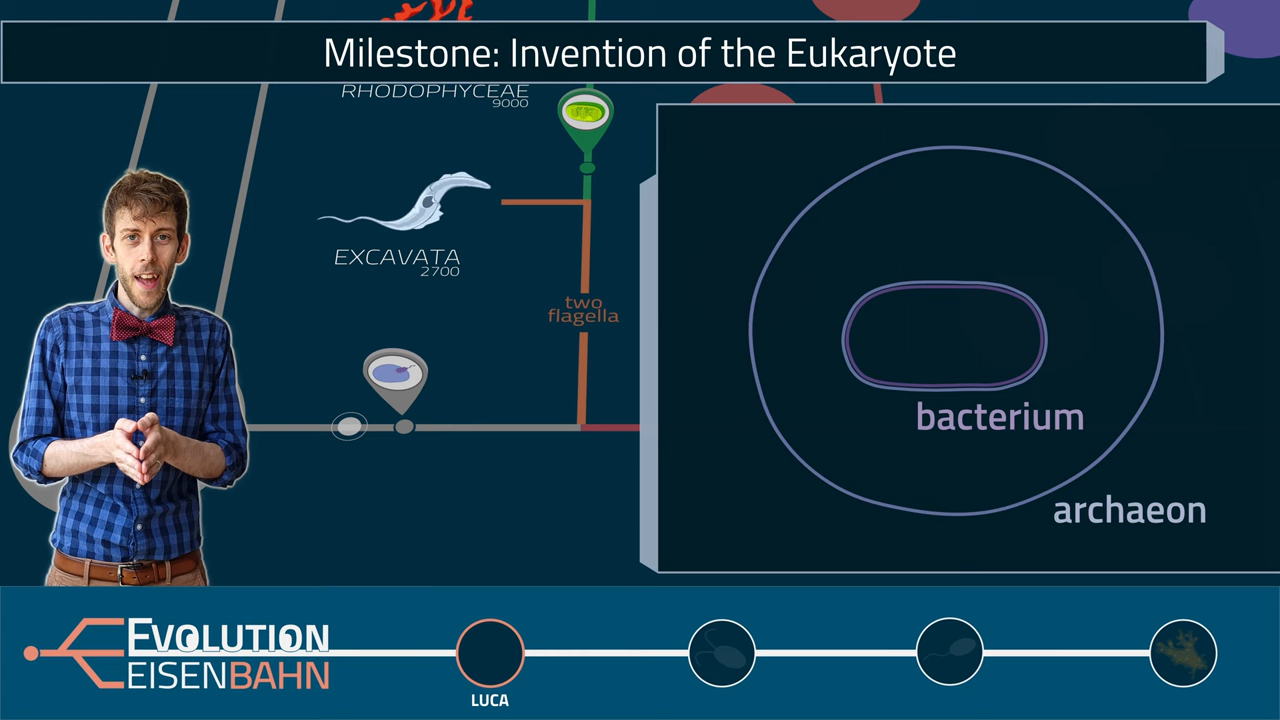 Milestone: Invention of the Eukaryote
RHODOPHYCEAE
9000
EXCAVATA
2700
two
flagella
bacterium
archaeon
EVOLUTION
EISENBAHN
LUCA